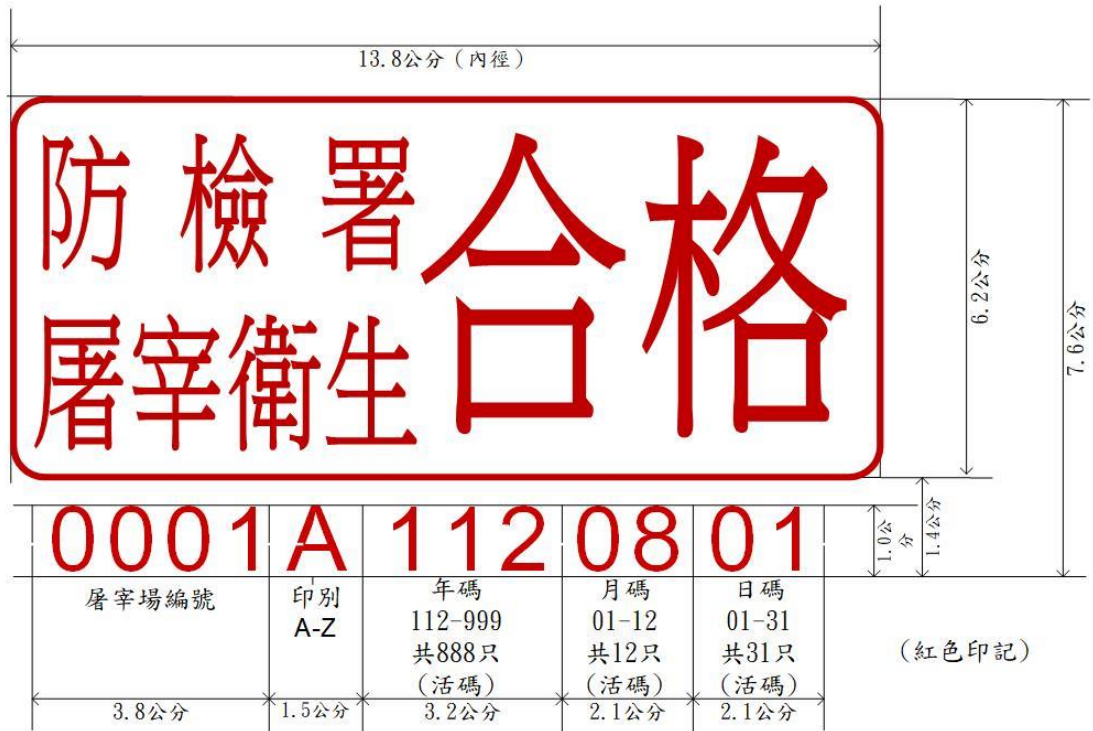 13.8公分（內徑）
防檢署
屠宰衛生
合格
6.2公分
7.6公分
0001 A 112 08 01
1.0公分
1.4公分
屠宰場編號
印別
A-Z
年碼
112-999
共888只
（活碼）
月碼
01-12
共12只
（活碼）
日碼
01-31
共31只
（活碼）
（紅色印記）
3.8公分
1.5公分
3.2公分
2.1公分
2.1公分